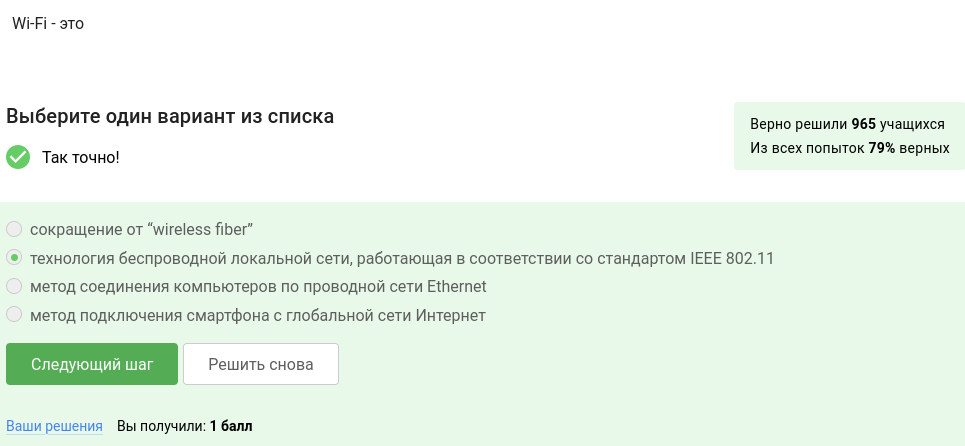 Wi-Fi - это
Выберите один вариант из списка
Так точно!
Верно решили 965 учащихся
Из всех попыток 79% верных
сокращение от “wireless fiber”
технология беспроводной локальной сети, работающая в соответствии со стандартом IEEE 802.11
метод соединения компьютеров по проводной сети Ethernet
метод подключения смартфона с глобальной сети Интернет
Следующий шаг
Решить снова
Ваши решения Вы получили: 1 балл